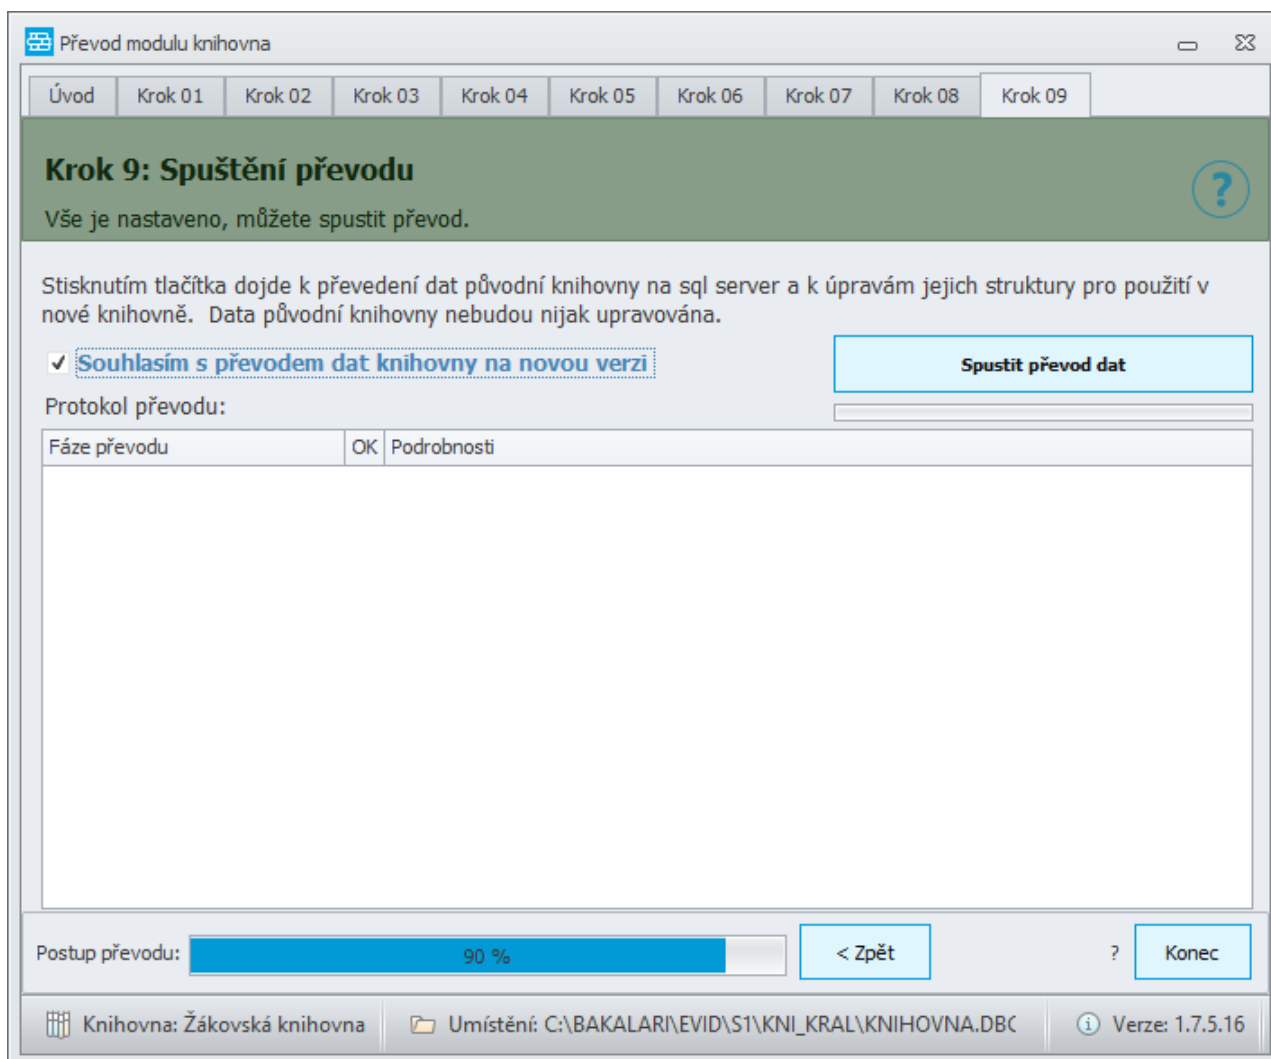 Převod modulu knihovna
Úvod Krok 01 Krok 02 Krok 03 Krok 04 Krok 05 Krok 06 Krok 07 Krok 08 Krok 09
Krok 9: Spuštění převodu
?
Vše je nastaveno, můžete spustit převod.
Stisknutím tlačítka dojde k převedení dat původní knihovny na sql server a k úpravám jejich struktury pro použití v
nové knihovně.  Data původní knihovny nebudou nijak upravována.
Souhlasím s převodem dat knihovny na novou verzi
Spustit převod dat
Protokol převodu:
Fáze převodu OK Podrobnosti
Postup převodu: 90 % < Zpět ? Konec
Knihovna: Žákovská knihovna Umístění: C:\BAKALARI\EVID\S1\KNI_KRAL\KNIHOVNA.DBC Verze: 1.7.5.16